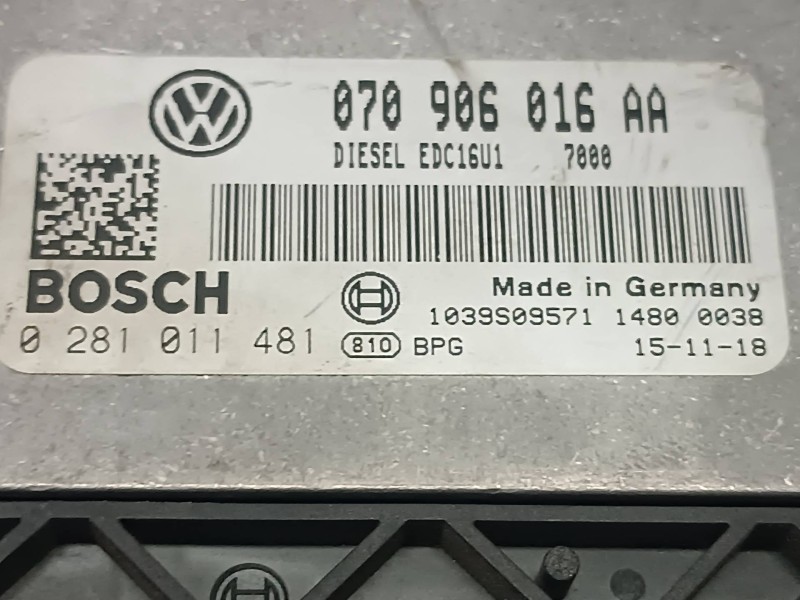 070 906 016 AA
DIESEL EDC16U1 7000
BOSCH
Made in Germany
1039S09571 1480 0038
0 281 011 481 810 BPG 15-11-18